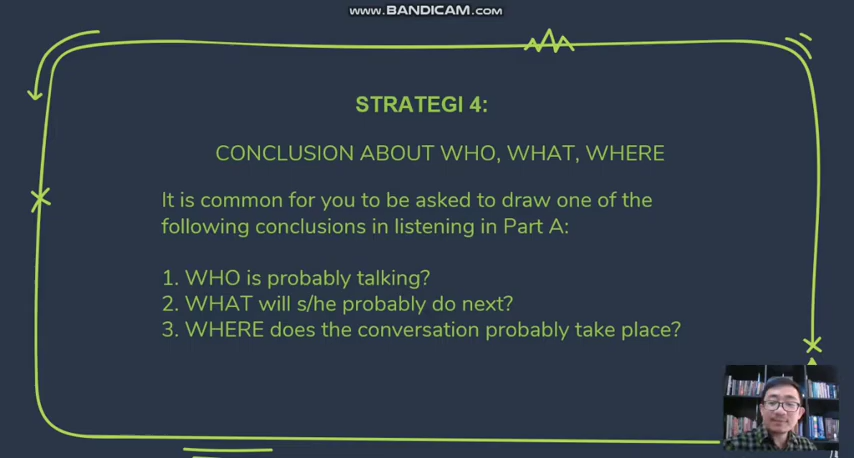 WWW.BANDICAM.COM
STRATEGI 4:
CONCLUSION ABOUT WHO, WHAT, WHERE
It is common for you to be asked to draw one of the
following conclusions in listening in Part A:
1. WHO is probably talking?
2. WHAT will s/he probably do next?
3. WHERE does the conversation probably take place?